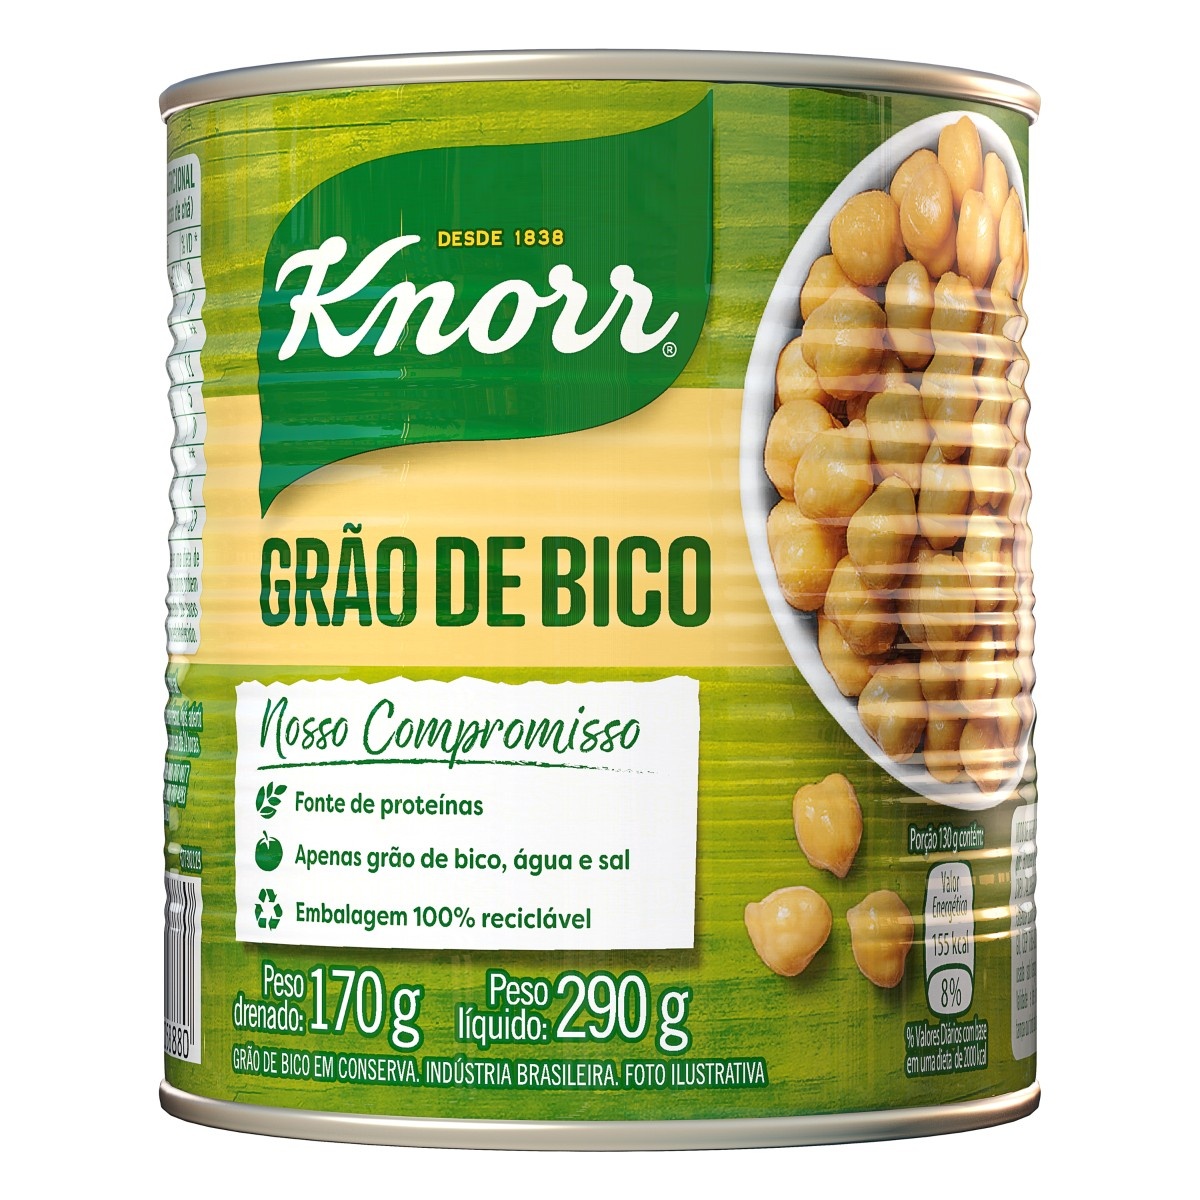 DESDE 1838
Knorr®
GRÃO DE BICO
Nosso Compromisso
Fonte de proteínas
Apenas grão de bico, água e sal
Embalagem 100% reciclável
Peso drenado: 170 g
Peso líquido: 290 g
GRÃO DE BICO EM CONSERVA. INDÚSTRIA BRASILEIRA. FOTO ILUSTRATIVA
Porção 130 g contém:
Valor
Energético
155 kcal
8%
% Valores Diários com base
em uma dieta de 2000 kcal
de chá)